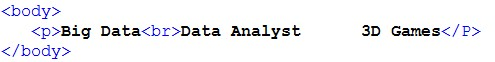 <body>
<p>Big Data<br>Data Analyst      3D Games</P>
</body>